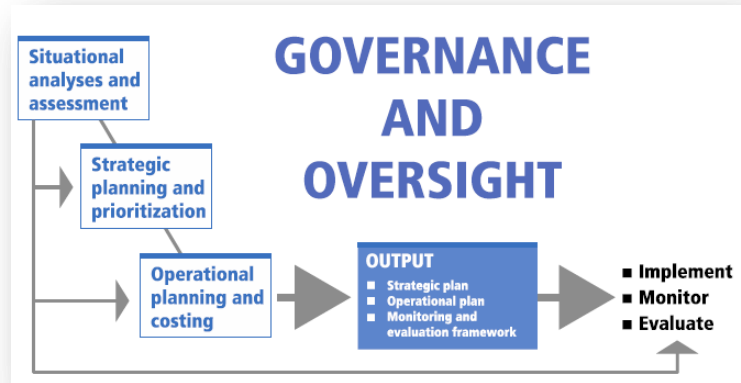 Situational
analyses and
assessment
GOVERNANCE
AND
OVERSIGHT
Strategic
planning and
prioritization
Operational
planning and
costing
OUTPUT
■ Strategic plan
■ Operational plan
■ Monitoring and
evaluation framework
■ Implement
■ Monitor
■ Evaluate